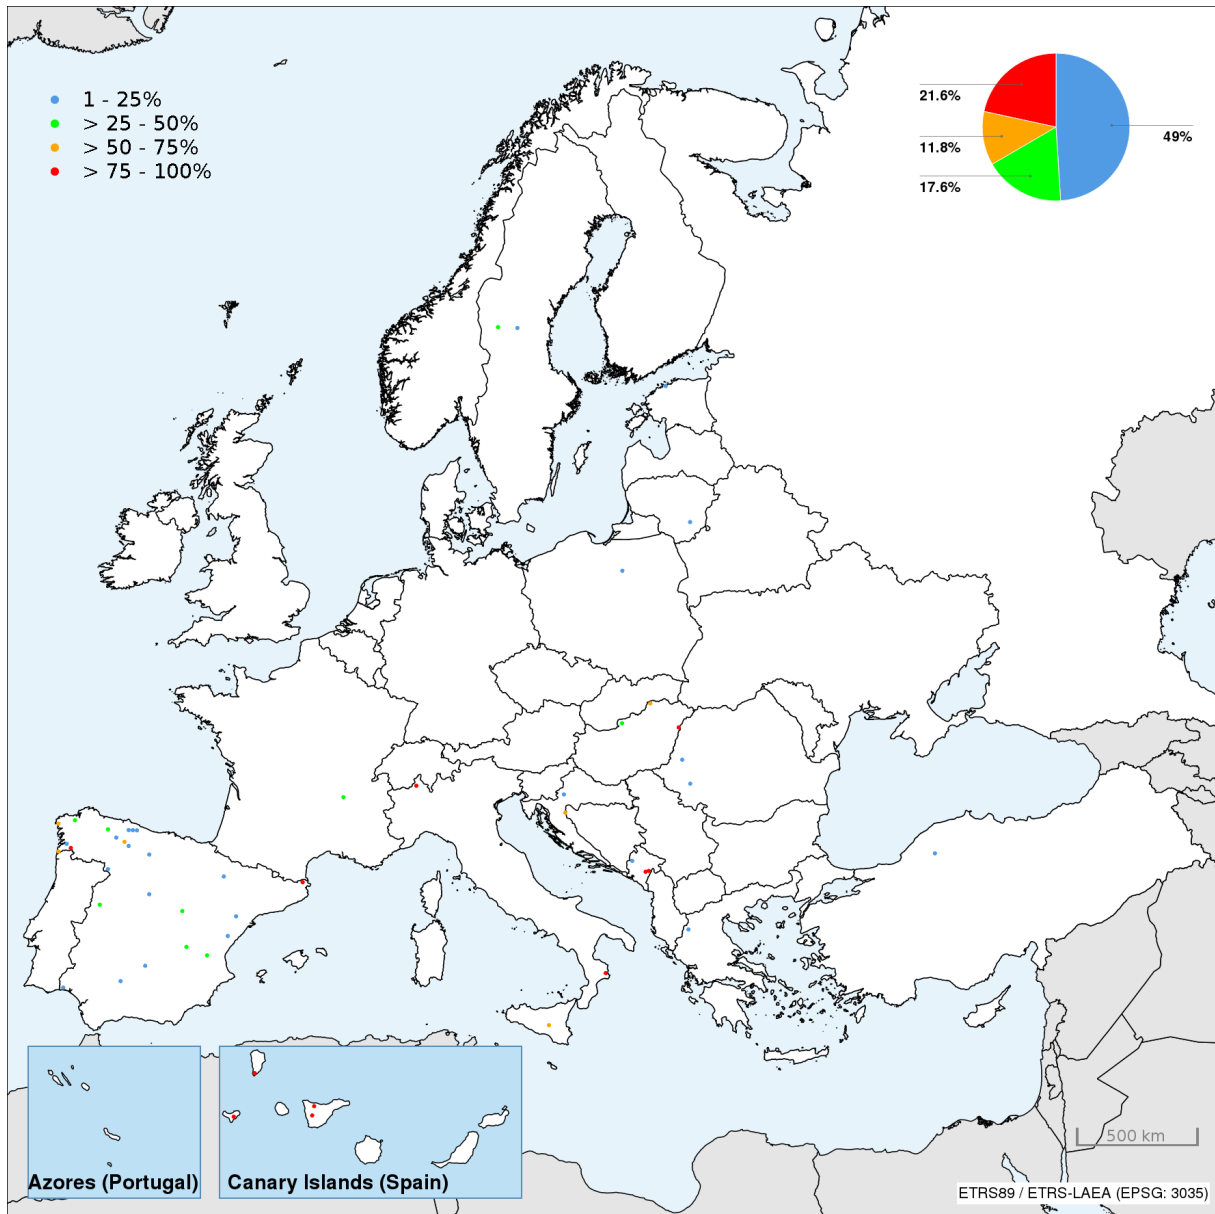 1 - 25%
> 25 - 50%
> 50 - 75%
> 75 - 100%
21.6%
11.8%
49%
17.6%
500 km
Azores (Portugal)
Canary Islands (Spain)
ETRS89 / ETRS-LAEA (EPSG: 3035)